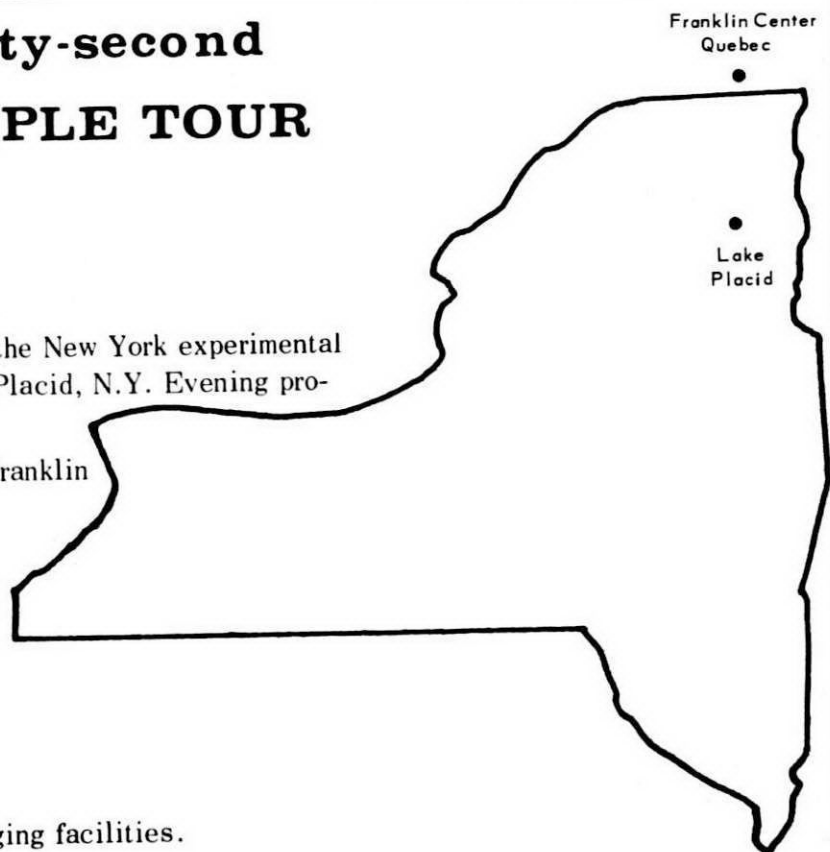 ty-second
PLE TOUR
Franklin Center
Quebec
Lake
Placid
he New York experimental
Placid, N.Y. Evening pro-
ranklin
ging facilities.